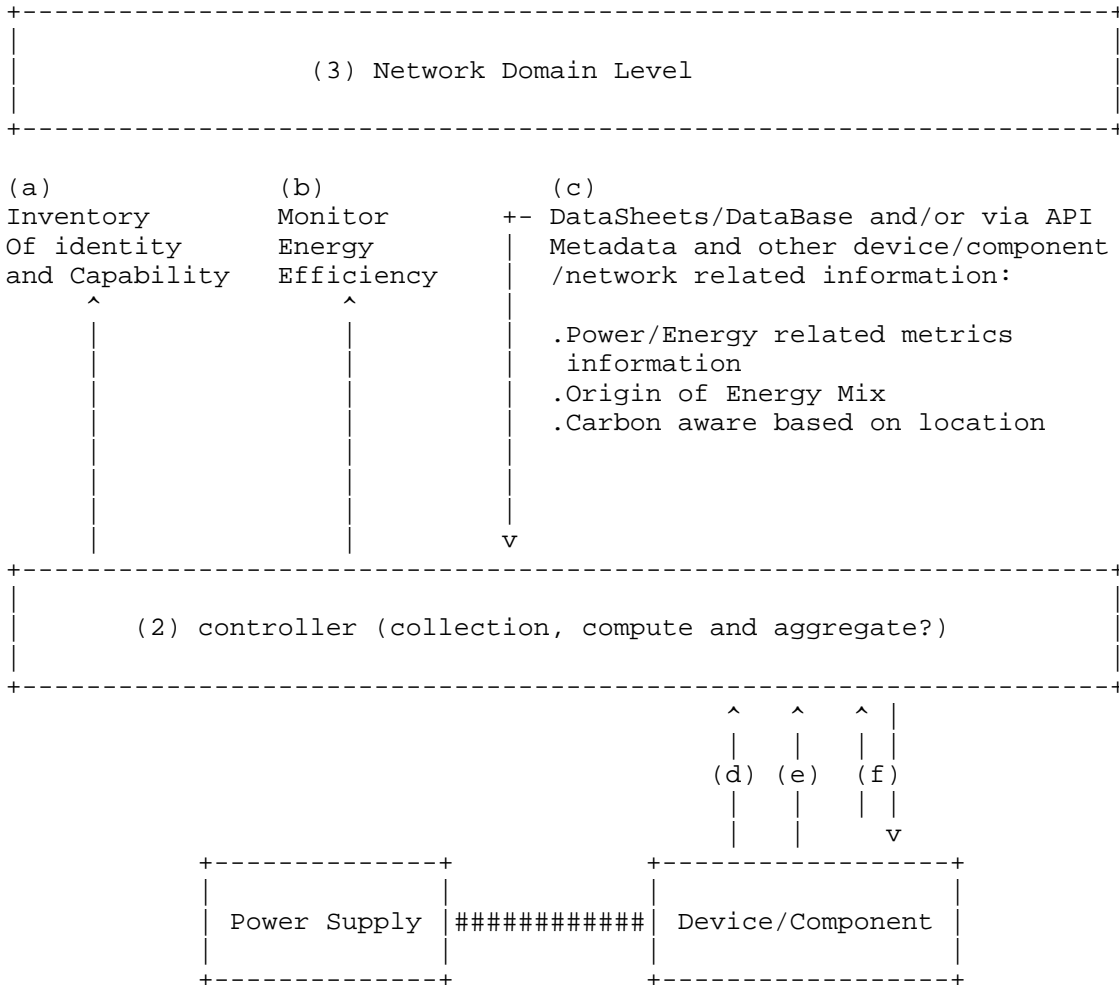 (3) Network Domain Level
(a) (b) (c)
Inventory Monitor +- DataSheets/DataBase and/or via API
Of identity Energy | Metadata and other device/component
and Capability Efficiency | /network related information:
.Power/Energy related metrics
information
.Origin of Energy Mix
.Carbon aware based on location
v
(2) controller (collection, compute and aggregate?)
(d) (e) (f)
v
Power Supply |############| Device/Component